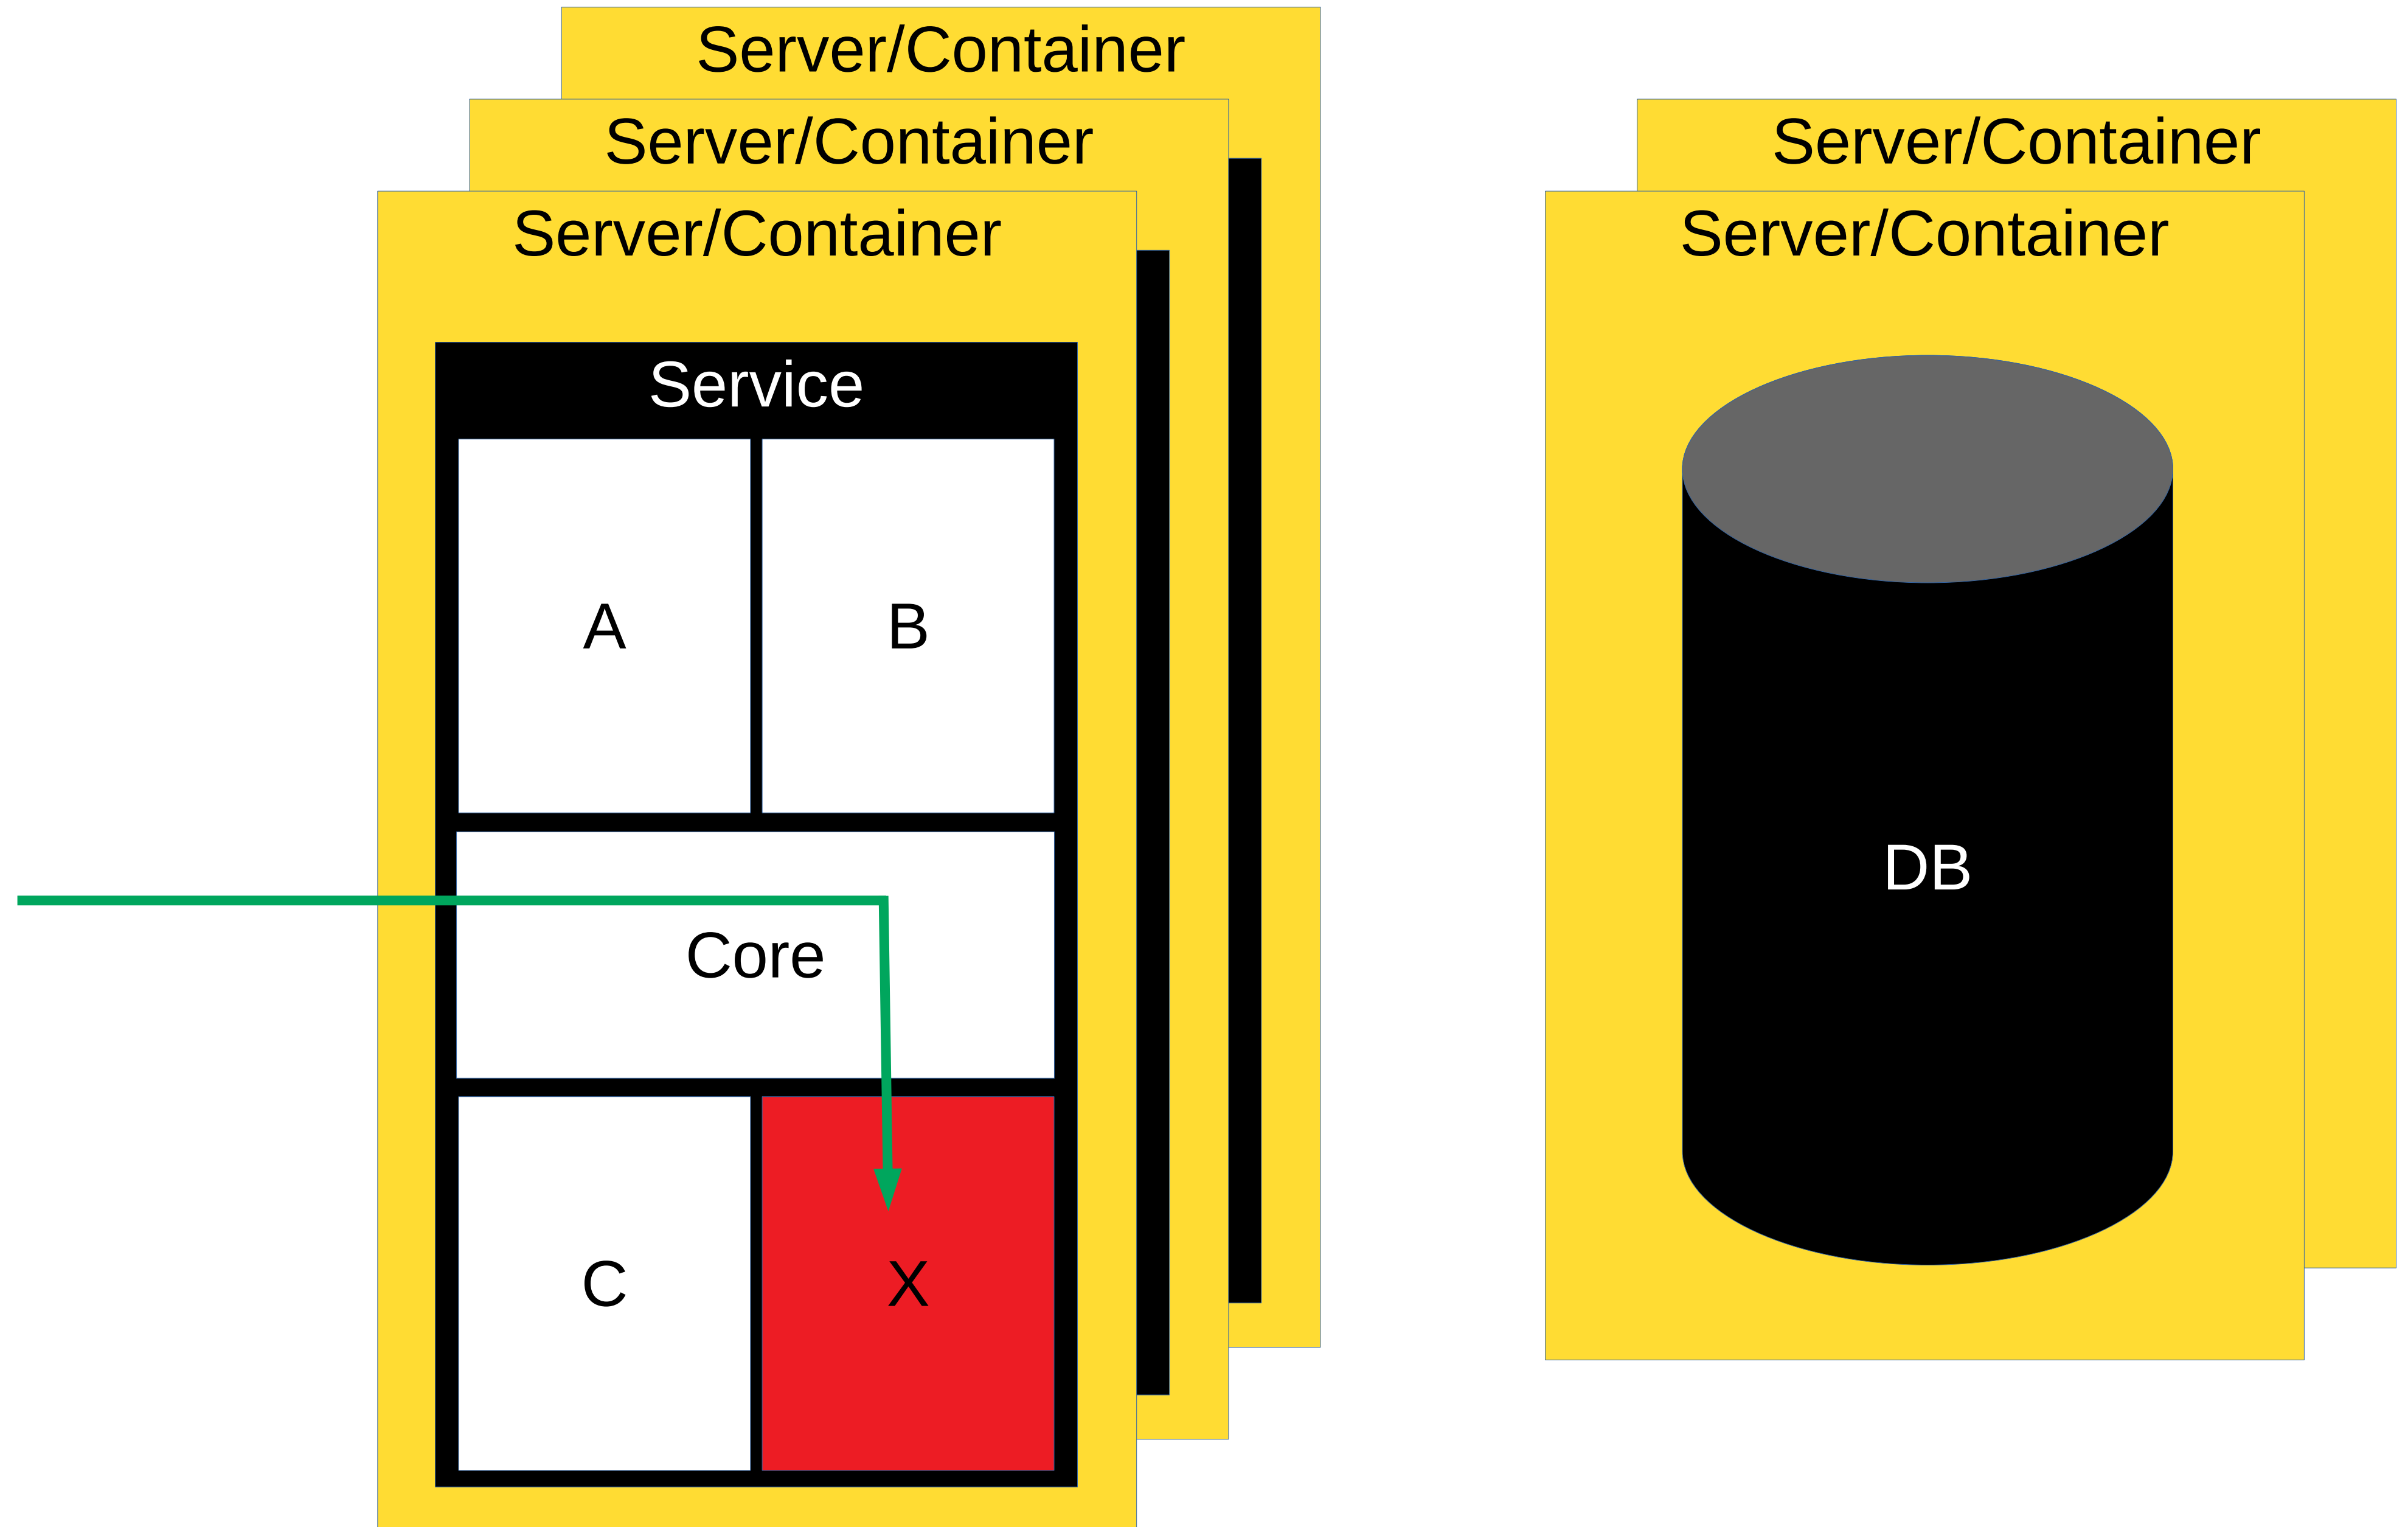 Server/Container
Server/Container
Server/Container
Service
A
B
Core
C
X
Server/Container
Server/Container
DB